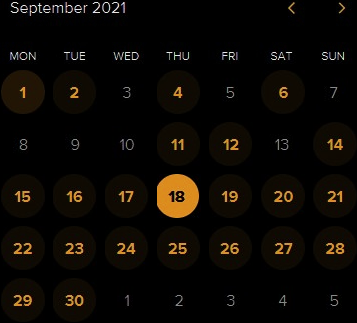 September 2021 < >
MON TUE WED THU FRI SAT SUN
1 2 3 4 5 6 7
8 9 10 11 12 13 14
15 16 17 18 19 20 21
22 23 24 25 26 27 28
29 30 1 2 3 4 5